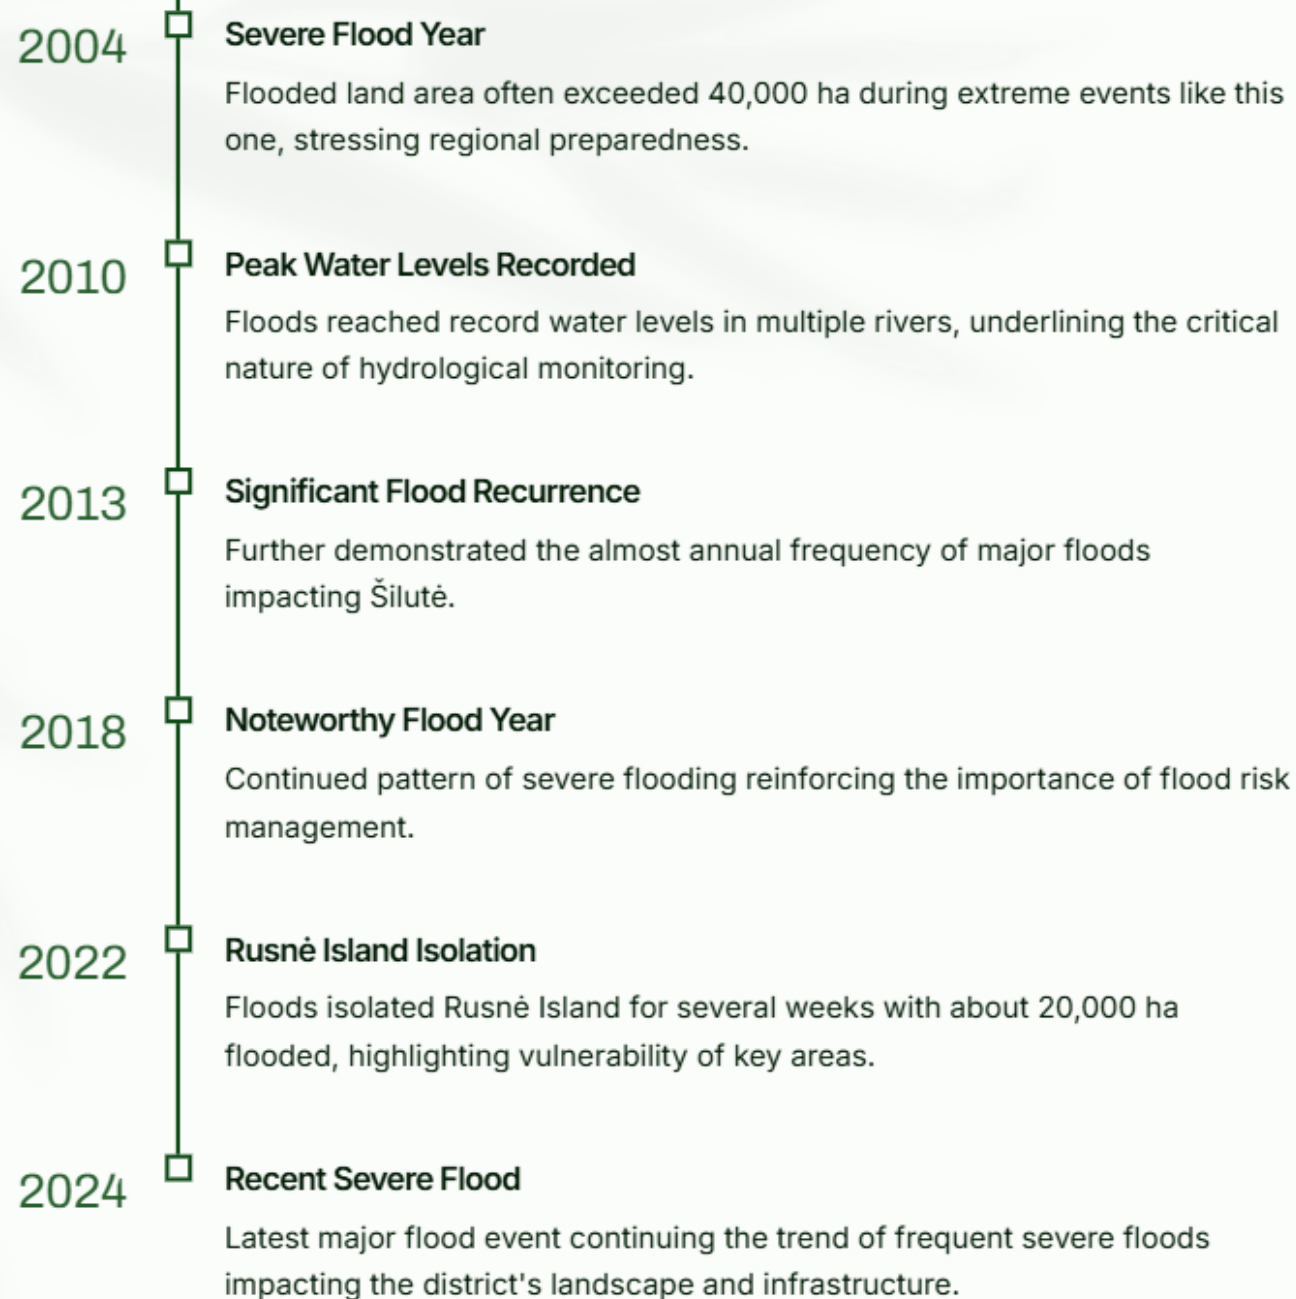 2004
Severe Flood Year
Flooded land area often exceeded 40,000 ha during extreme events like this
one, stressing regional preparedness.
2010
Peak Water Levels Recorded
Floods reached record water levels in multiple rivers, underlining the critical
nature of hydrological monitoring.
2013
Significant Flood Recurrence
Further demonstrated the almost annual frequency of major floods
impacting Šilutė.
2018
Noteworthy Flood Year
Continued pattern of severe flooding reinforcing the importance of flood risk
management.
2022
Rusnė Island Isolation
Floods isolated Rusnė Island for several weeks with about 20,000 ha
flooded, highlighting vulnerability of key areas.
2024
Recent Severe Flood
Latest major flood event continuing the trend of frequent severe floods
impacting the district's landscape and infrastructure.